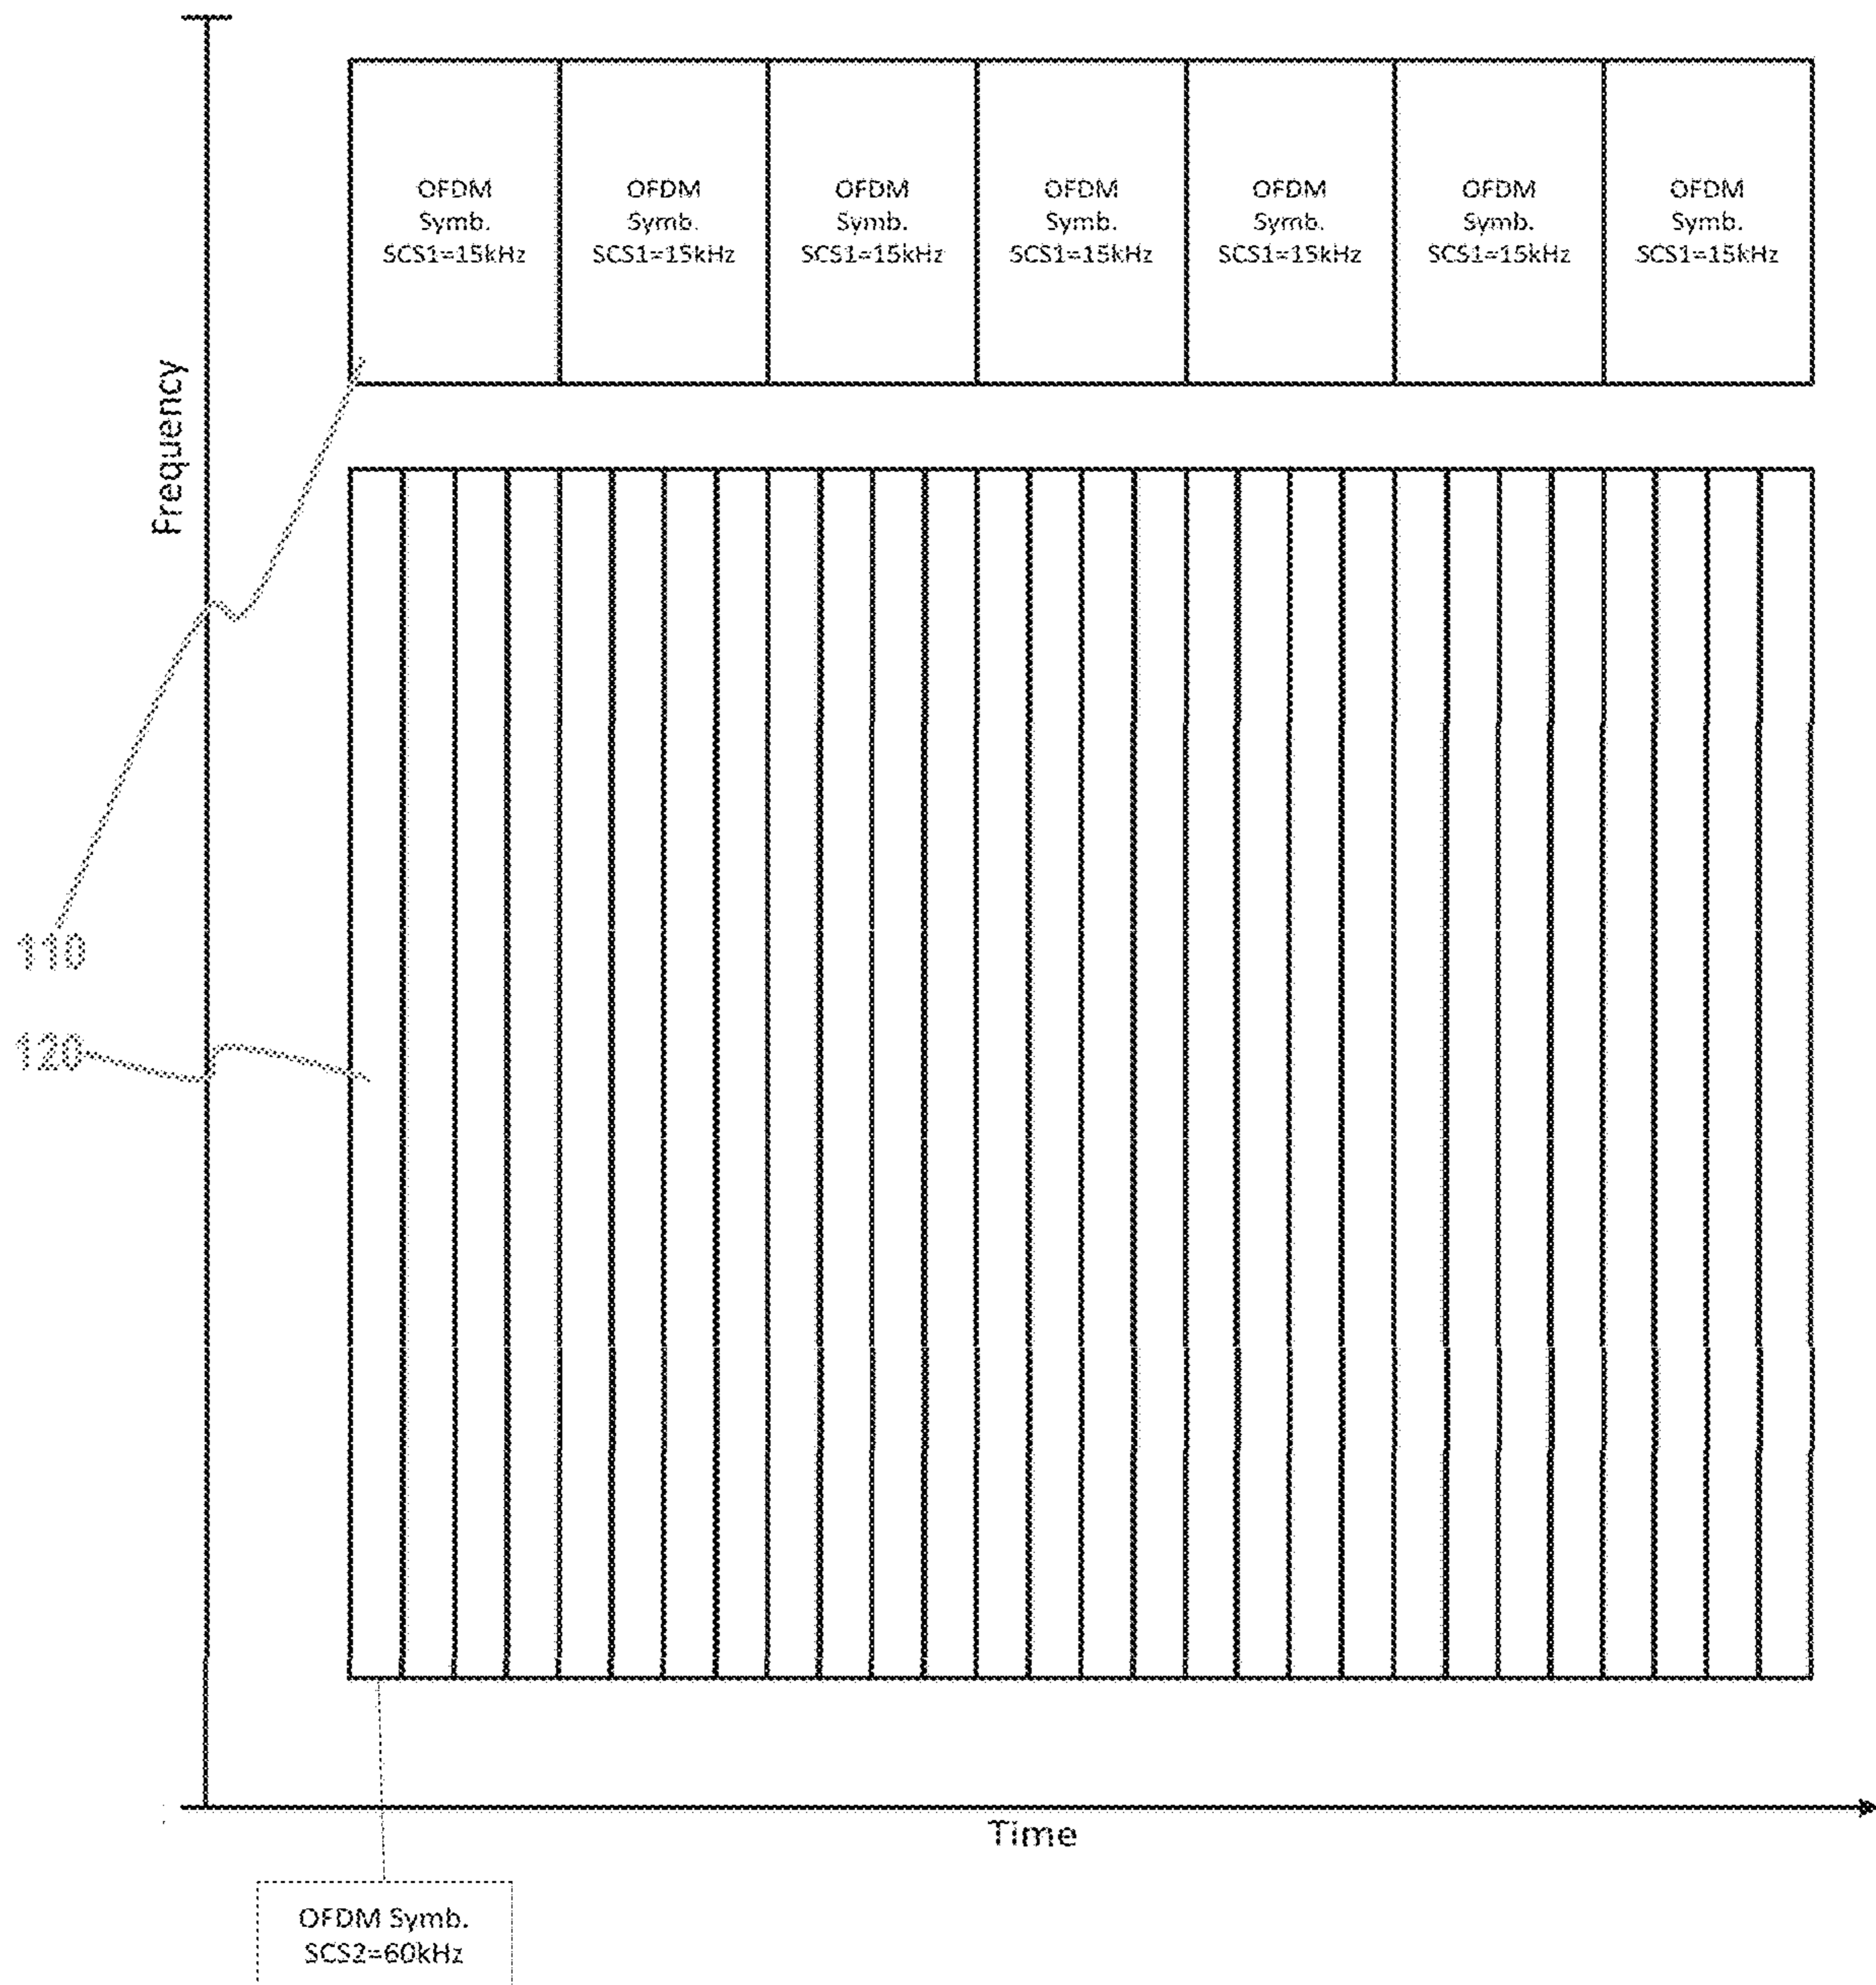 OFDM
Symb.
SCS1=15kHz
OFDM
Symb.
SCS1=15kHz
OFDM
Symb.
SCS1=15kHz
OFDM
Symb.
SCS1=15kHz
OFDM
Symb.
SCS1=15kHz
OFDM
Symb.
SCS1=15kHz
OFDM
Symb.
SCS1=15kHz
Frequency
110
120
Time
OFDM Symb.
SCS2=60kHz